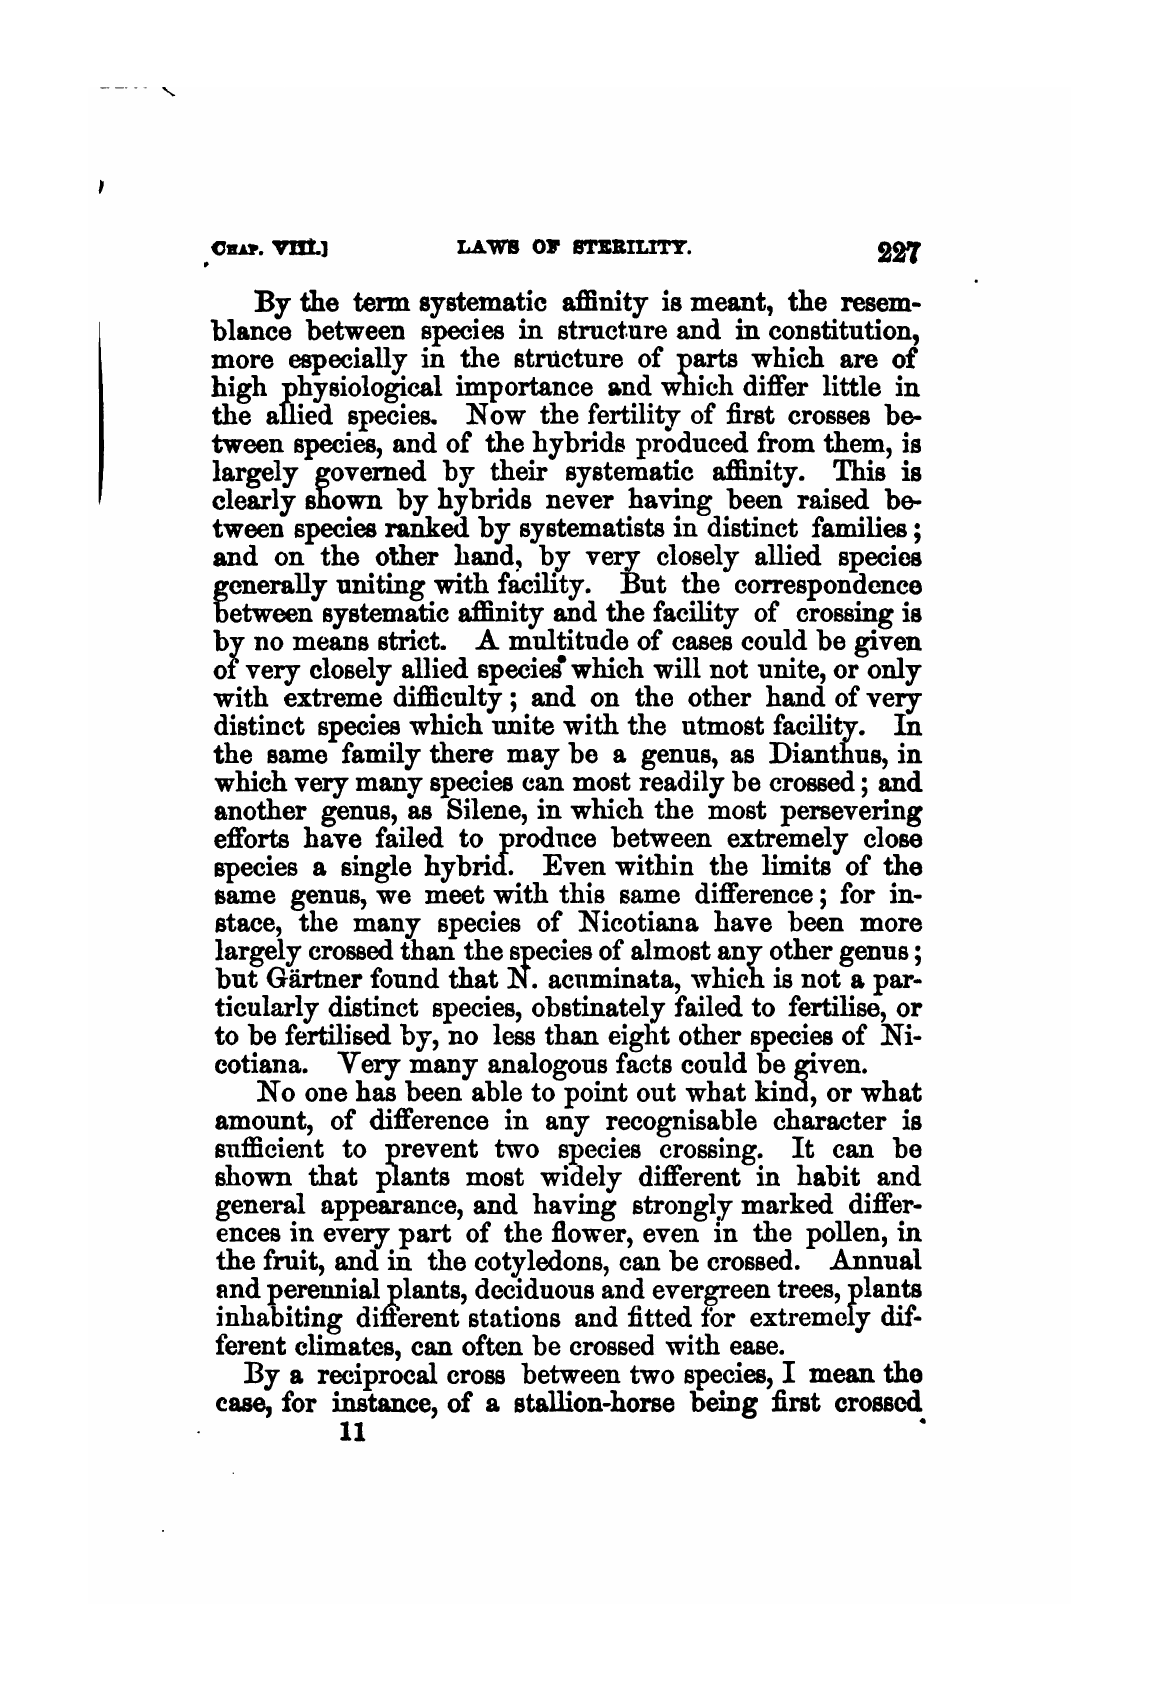 CHAP. VIII.] LAWS OF STERILITY. 227
By the term systematic affinity is meant, the resem-
blance between species in structure and in constitution,
more especially in the structure of parts which are of
high physiological importance and which differ little in
the allied species. Now the fertility of first crosses be-
tween species, and of the hybrids produced from them, is
largely governed by their systematic affinity. This is
clearly shown by hybrids never having been raised be-
tween species ranked by systematists in distinct families;
and on the other hand, by very closely allied species
generally uniting with facility. But the correspondence
between systematic affinity and the facility of crossing is
by no means strict. A multitude of cases could be given
of very closely allied species which will not unite, or only
with extreme difficulty; and on the other hand of very
distinct species which unite with the utmost facility. In
the same family there may be a genus, as Dianthus, in
which very many species can most readily be crossed; and
another genus, as Silene, in which the most persevering
efforts have failed to produce between extremely close
species a single hybrid. Even within the limits of the
same genus, we meet with this same difference; for in-
stace, the many species of Nicotiana have been more
largely crossed than the species of almost any other genus;
but Gärtner found that N. acuminata, which is not a par-
ticularly distinct species, obstinately failed to fertilise, or
to be fertilised by, no less than eight other species of Ni-
cotiana. Very many analogous facts could be given.
No one has been able to point out what kind, or what
amount, of difference in any recognisable character is
sufficient to prevent two species crossing. It can be
shown that plants most widely different in habit and
general appearance, and having strongly marked differ-
ences in every part of the flower, even in the pollen, in
the fruit, and in the cotyledons, can be crossed. Annual
and perennial plants, deciduous and evergreen trees, plants
inhabiting different stations and fitted for extremely dif-
ferent climates, can often be crossed with ease.
By a reciprocal cross between two species, I mean the
case, for instance, of a stallion-horse being first crossed
11